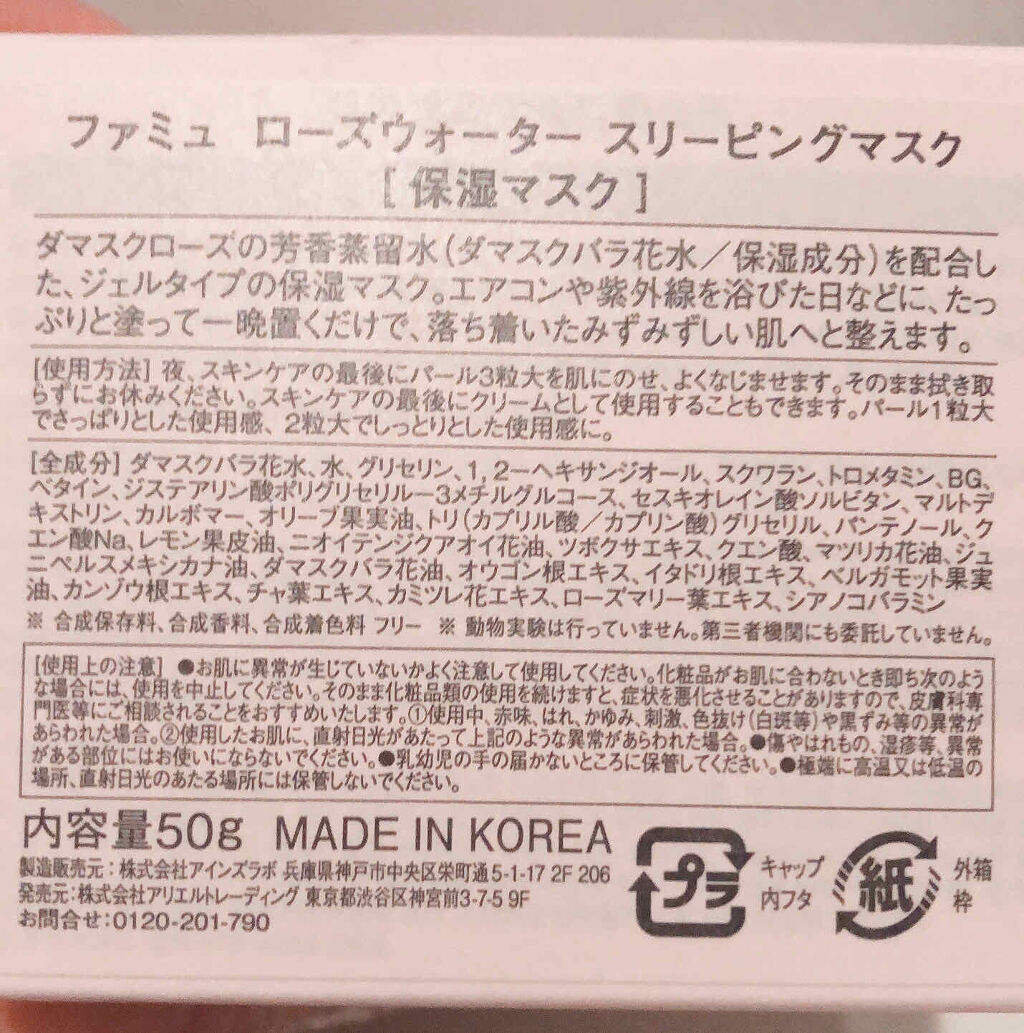 ファミュ ローズウォーター スリーピングマスク
[ 保湿マスク ]
ダマスクローズの芳香蒸留水(ダマスクバラ花水／保湿成分)を配合し
た、ジェルタイプの保湿マスク。エアコンや紫外線を浴びた日などに、たっ
ぷりと塗って一晩置くだけで、落ち着いたみずみずしい肌へと整えます。
[使用方法] 夜、スキンケアの最後にパール3粒大を肌にのせ、よくなじませます。そのまま拭き取
らずにお休みください。スキンケアの最後にクリームとして使用することもできます。パール1粒大
でさっぱりとした使用感、2粒大でしっとりとした使用感に。
[全成分] ダマスクバラ花水、水、グリセリン、1,2－ヘキサンジオール、スクワラン、トロメタミン、BG、
ベタイン、ジステアリン酸ポリグリセリル－3メチルグルコース、セスキオレイン酸ソルビタン、マルトデ
キストリン、カルボマー、オリーブ果実油、トリ(カプリル酸／カプリン酸)グリセリル、パンテノール、ク
エン酸Na、レモン果皮油、ニオイテンジクアオイ花油、ツボクサエキス、クエン酸、マツリカ花油、ジュ
ニペルスメキシカナ油、ダマスクバラ花油、オウゴン根エキス、イタドリ根エキス、ベルガモット果実
油、カンゾウ根エキス、チャ葉エキス、カミツレ花エキス、ローズマリー葉エキス、シアノコバラミン
※ 合成保存料、合成香料、合成着色料 フリー ※ 動物実験は行っていません。第三者機関にも委託していません。
[使用上の注意] ●お肌に異常が生じていないかよく注意して使用してください。化粧品がお肌に合わないとき即ち次のよう
な場合には、使用を中止してください。そのまま化粧品類の使用を続けますと、症状を悪化させることがありますので、皮膚科専
門医等にご相談されることをおすすめいたします。①使用中、赤味、はれ、かゆみ、刺激、色抜け(白斑等)や黒ずみ等の異常が
あらわれた場合。②使用したお肌に、直射日光があたって上記のような異常があらわれた場合。●傷やはれもの、湿疹等、異常
がある部位にはお使いにならないでください。●乳幼児の手の届かないところに保管してください。●極端に高温又は低温の
場所、直射日光のあたる場所には保管しないでください。
内容量50g MADE IN KOREA
製造販売元：株式会社アインズラボ 兵庫県神戸市中央区栄町通5-1-17 2F 206
発売元：株式会社アリエルトレーディング 東京都渋谷区神宮前3-7-5 9F
お問合せ：0120-201-790
プラ
キャップ
内フタ
紙
外箱
枠